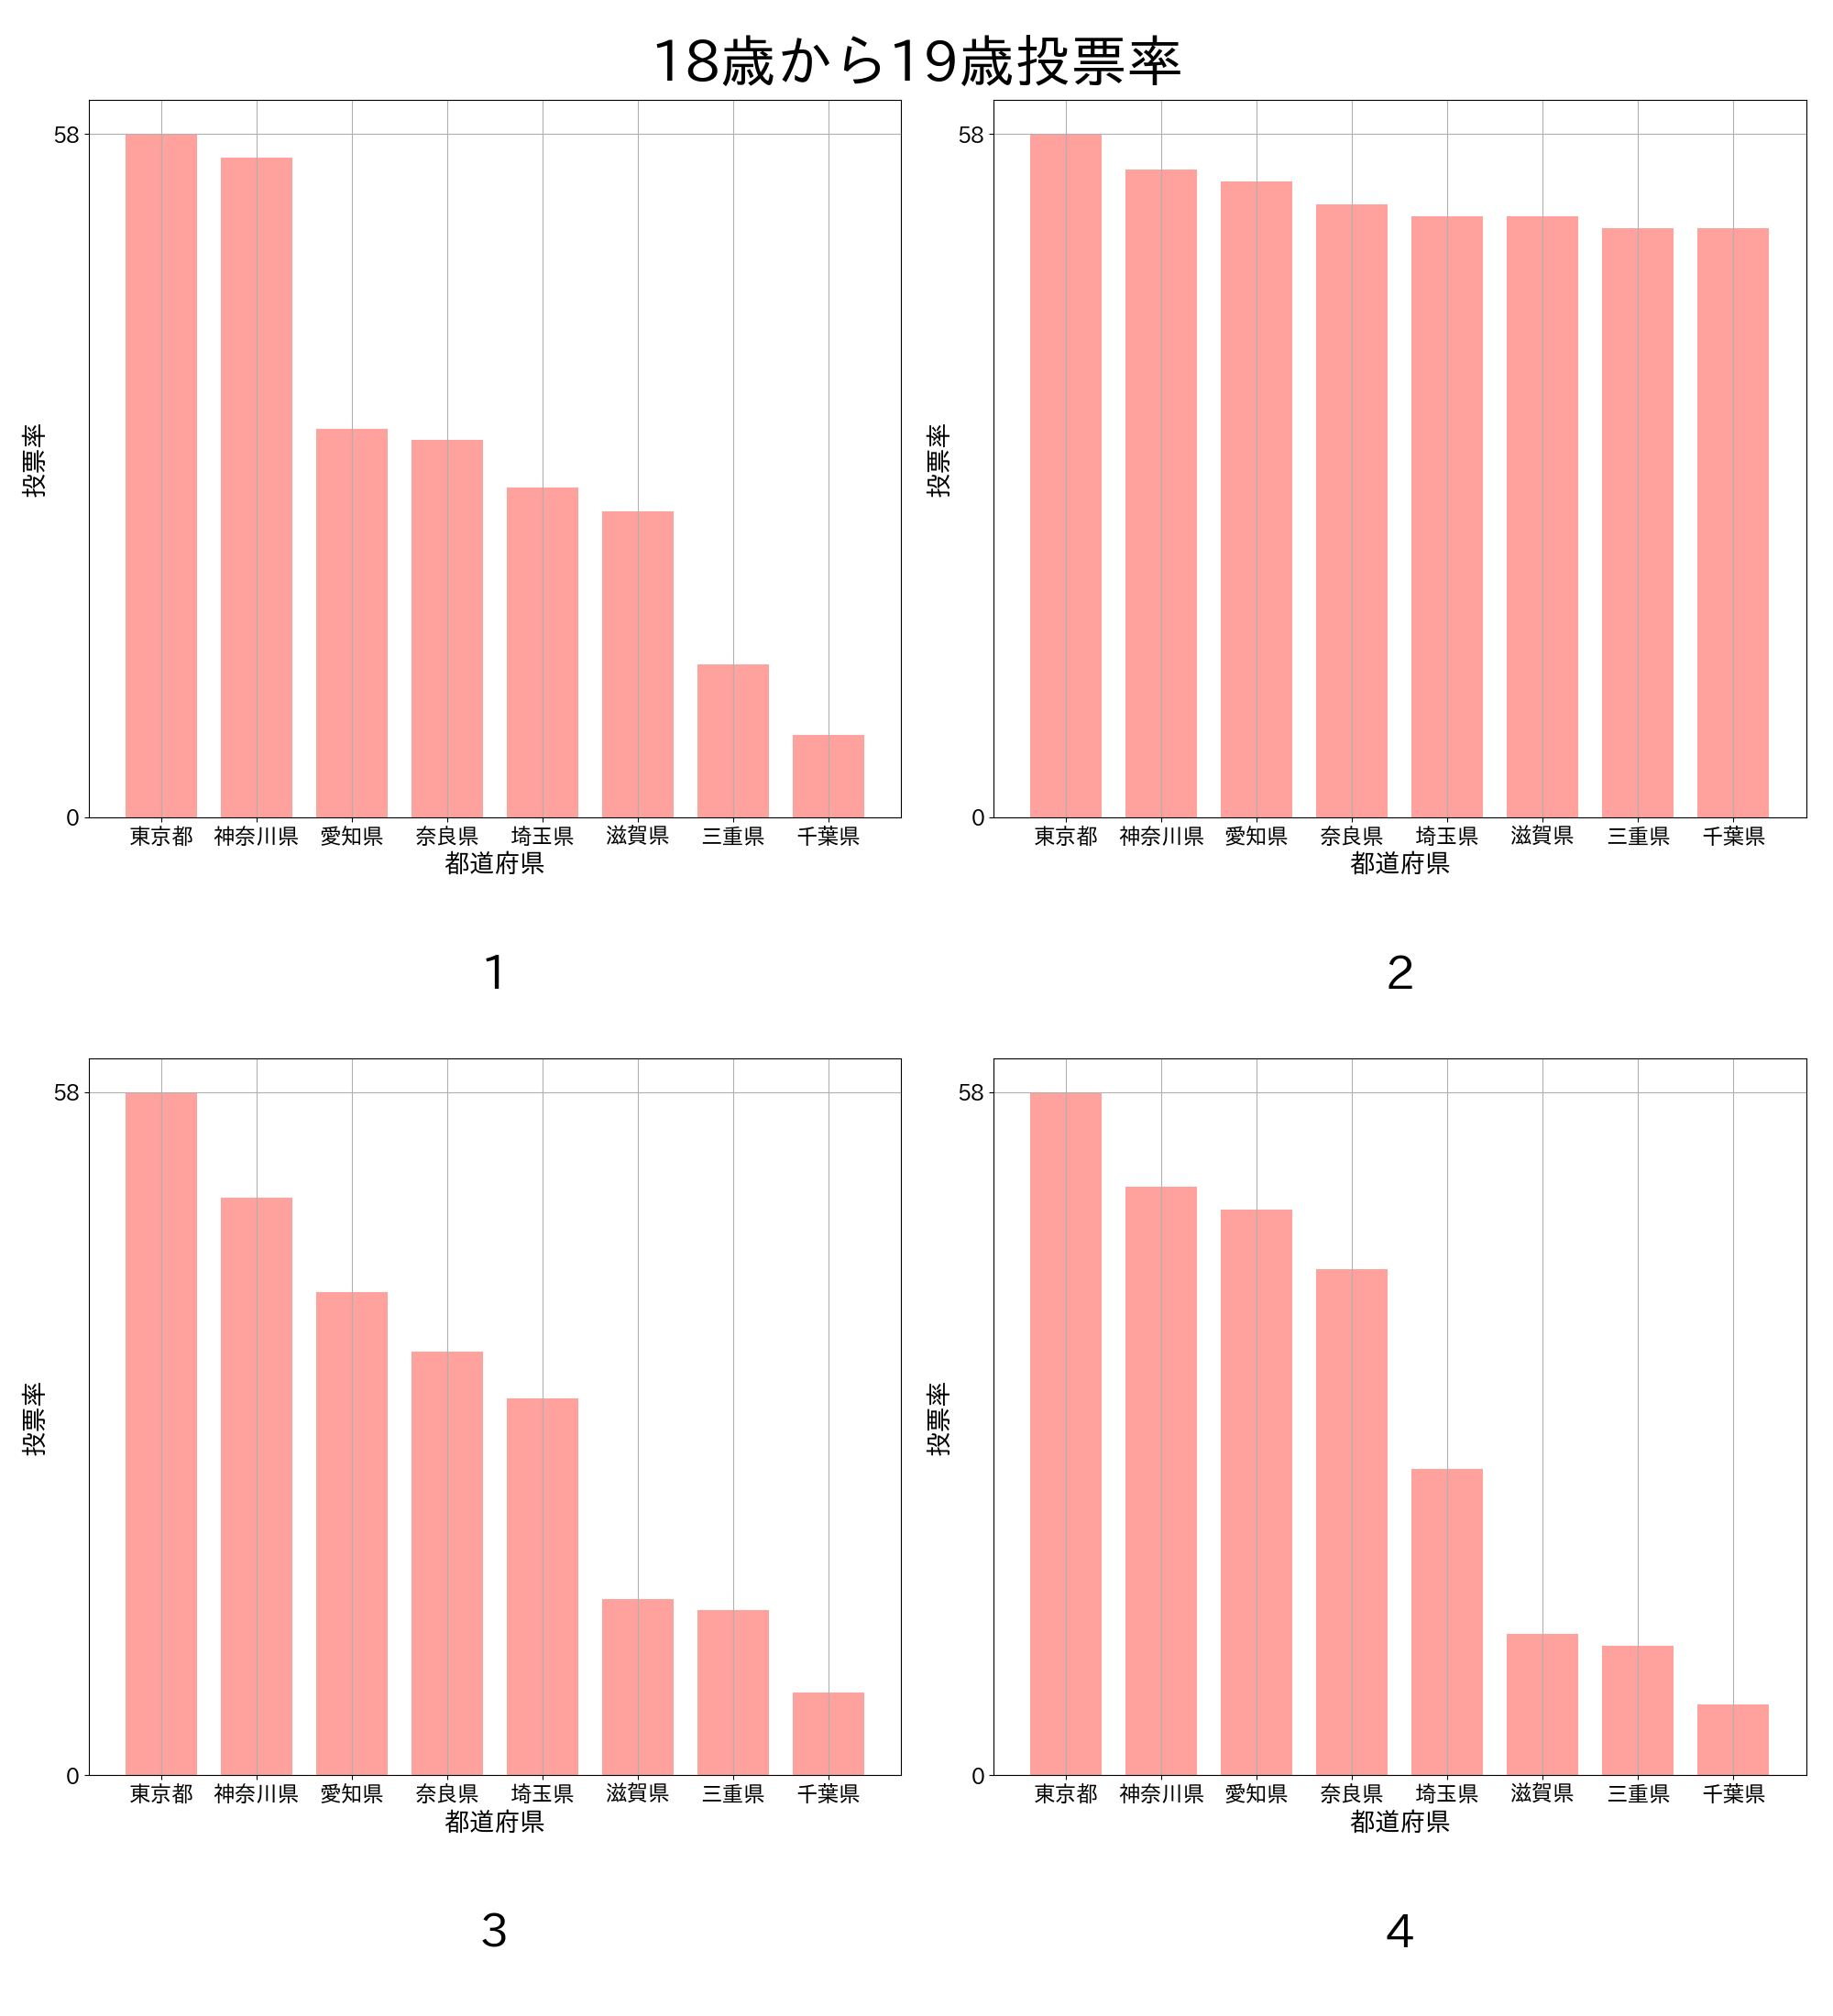 18歳から19歳投票率
58
0
投票率
東京都 神奈川県 愛知県 奈良県 埼玉県 滋賀県 三重県 千葉県
都道府県
1
58
0
投票率
東京都 神奈川県 愛知県 奈良県 埼玉県 滋賀県 三重県 千葉県
都道府県
2
58
0
投票率
東京都 神奈川県 愛知県 奈良県 埼玉県 滋賀県 三重県 千葉県
都道府県
3
58
0
投票率
東京都 神奈川県 愛知県 奈良県 埼玉県 滋賀県 三重県 千葉県
都道府県
4